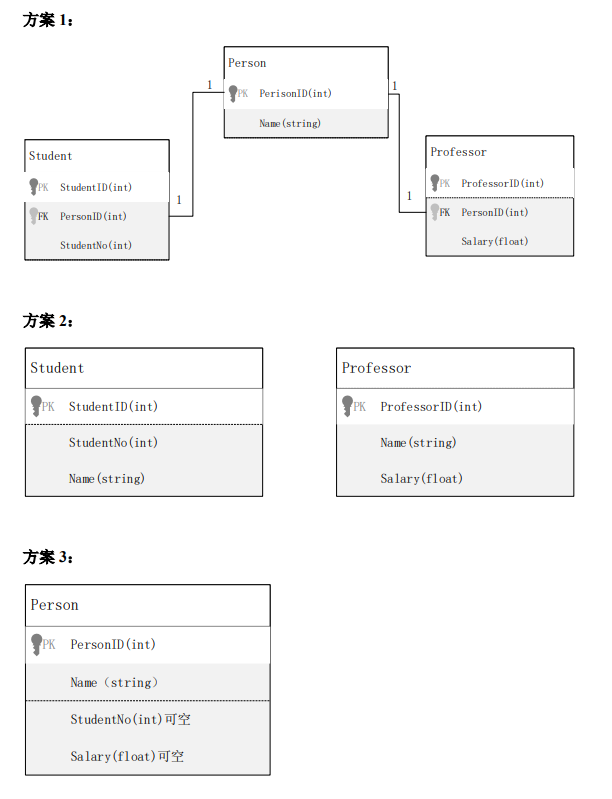 方案 1：
Person
PK PerisonID(int)
Name(string)
1
1
Student
PK StudentID(int)
FK PersonID(int)
StudentNo(int)
1
Professor
PK ProfessorID(int)
FK PersonID(int)
Salary(float)
1
方案 2：
Student
PK StudentID(int)
StudentNo(int)
Name(string)
Professor
PK ProfessorID(int)
Name(string)
Salary(float)
方案 3：
Person
PK PersonID(int)
Name（string）
StudentNo(int)可空
Salary(float)可空